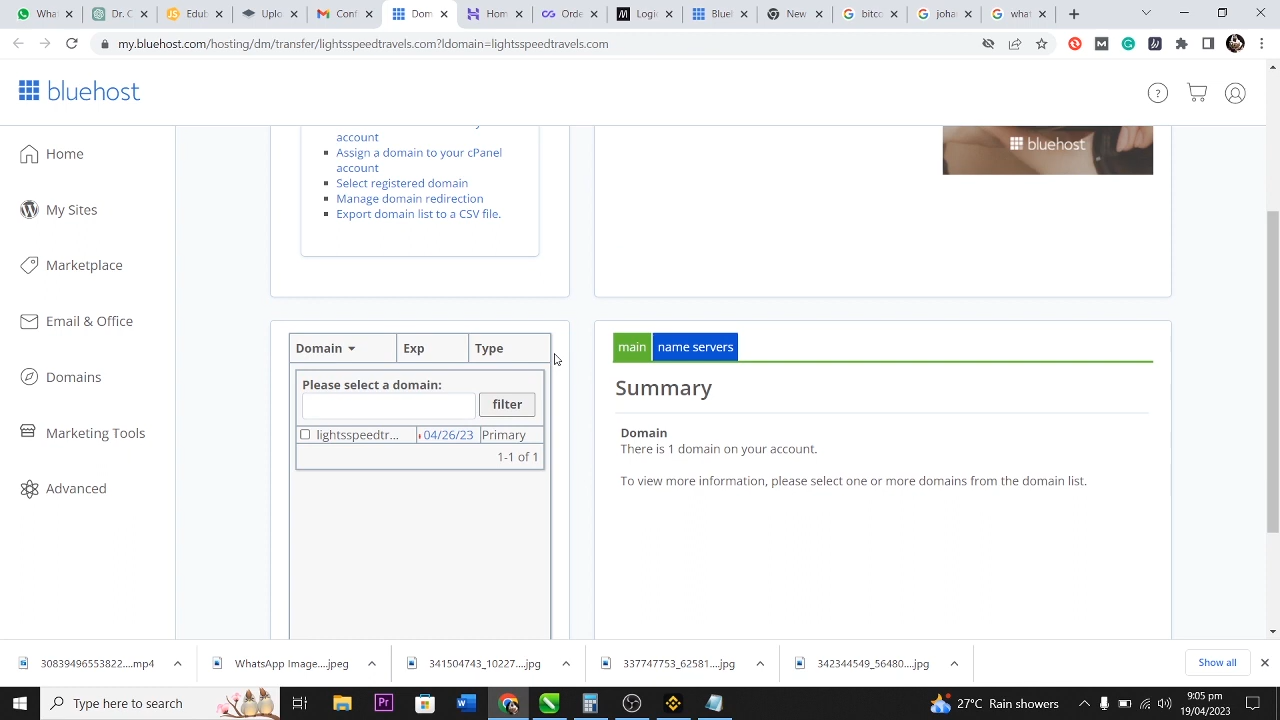 Wha
Dr. C
Edub
Uplo
Conf
Dom
Hom
Orde
Login
Blueh
New
bitco
joha
what
my.bluehost.com/hosting/dm/transfer/lightsspeedtravels.com?ldomain=lightsspeedtravels.com
bluehost
Home
My Sites
Marketplace
Email & Office
Domains
Marketing Tools
Advanced
account
Assign a domain to your cPanel
account
Select registered domain
Manage domain redirection
Export domain list to a CSV file.
bluehost
Domain Exp Type
Please select a domain:
filter
lightsspeedtr... 04/26/23 Primary
1-1 of 1
main name servers
Summary
Domain
There is 1 domain on your account.
To view more information, please select one or more domains from the domain list.
30839496553822....mp4
WhatsApp Image....jpeg
341504743_10227....jpg
337747753_62581....jpg
342344549_56480....jpg
Show all
Type here to search
27°C Rain showers
9:05 pm
19/04/2023